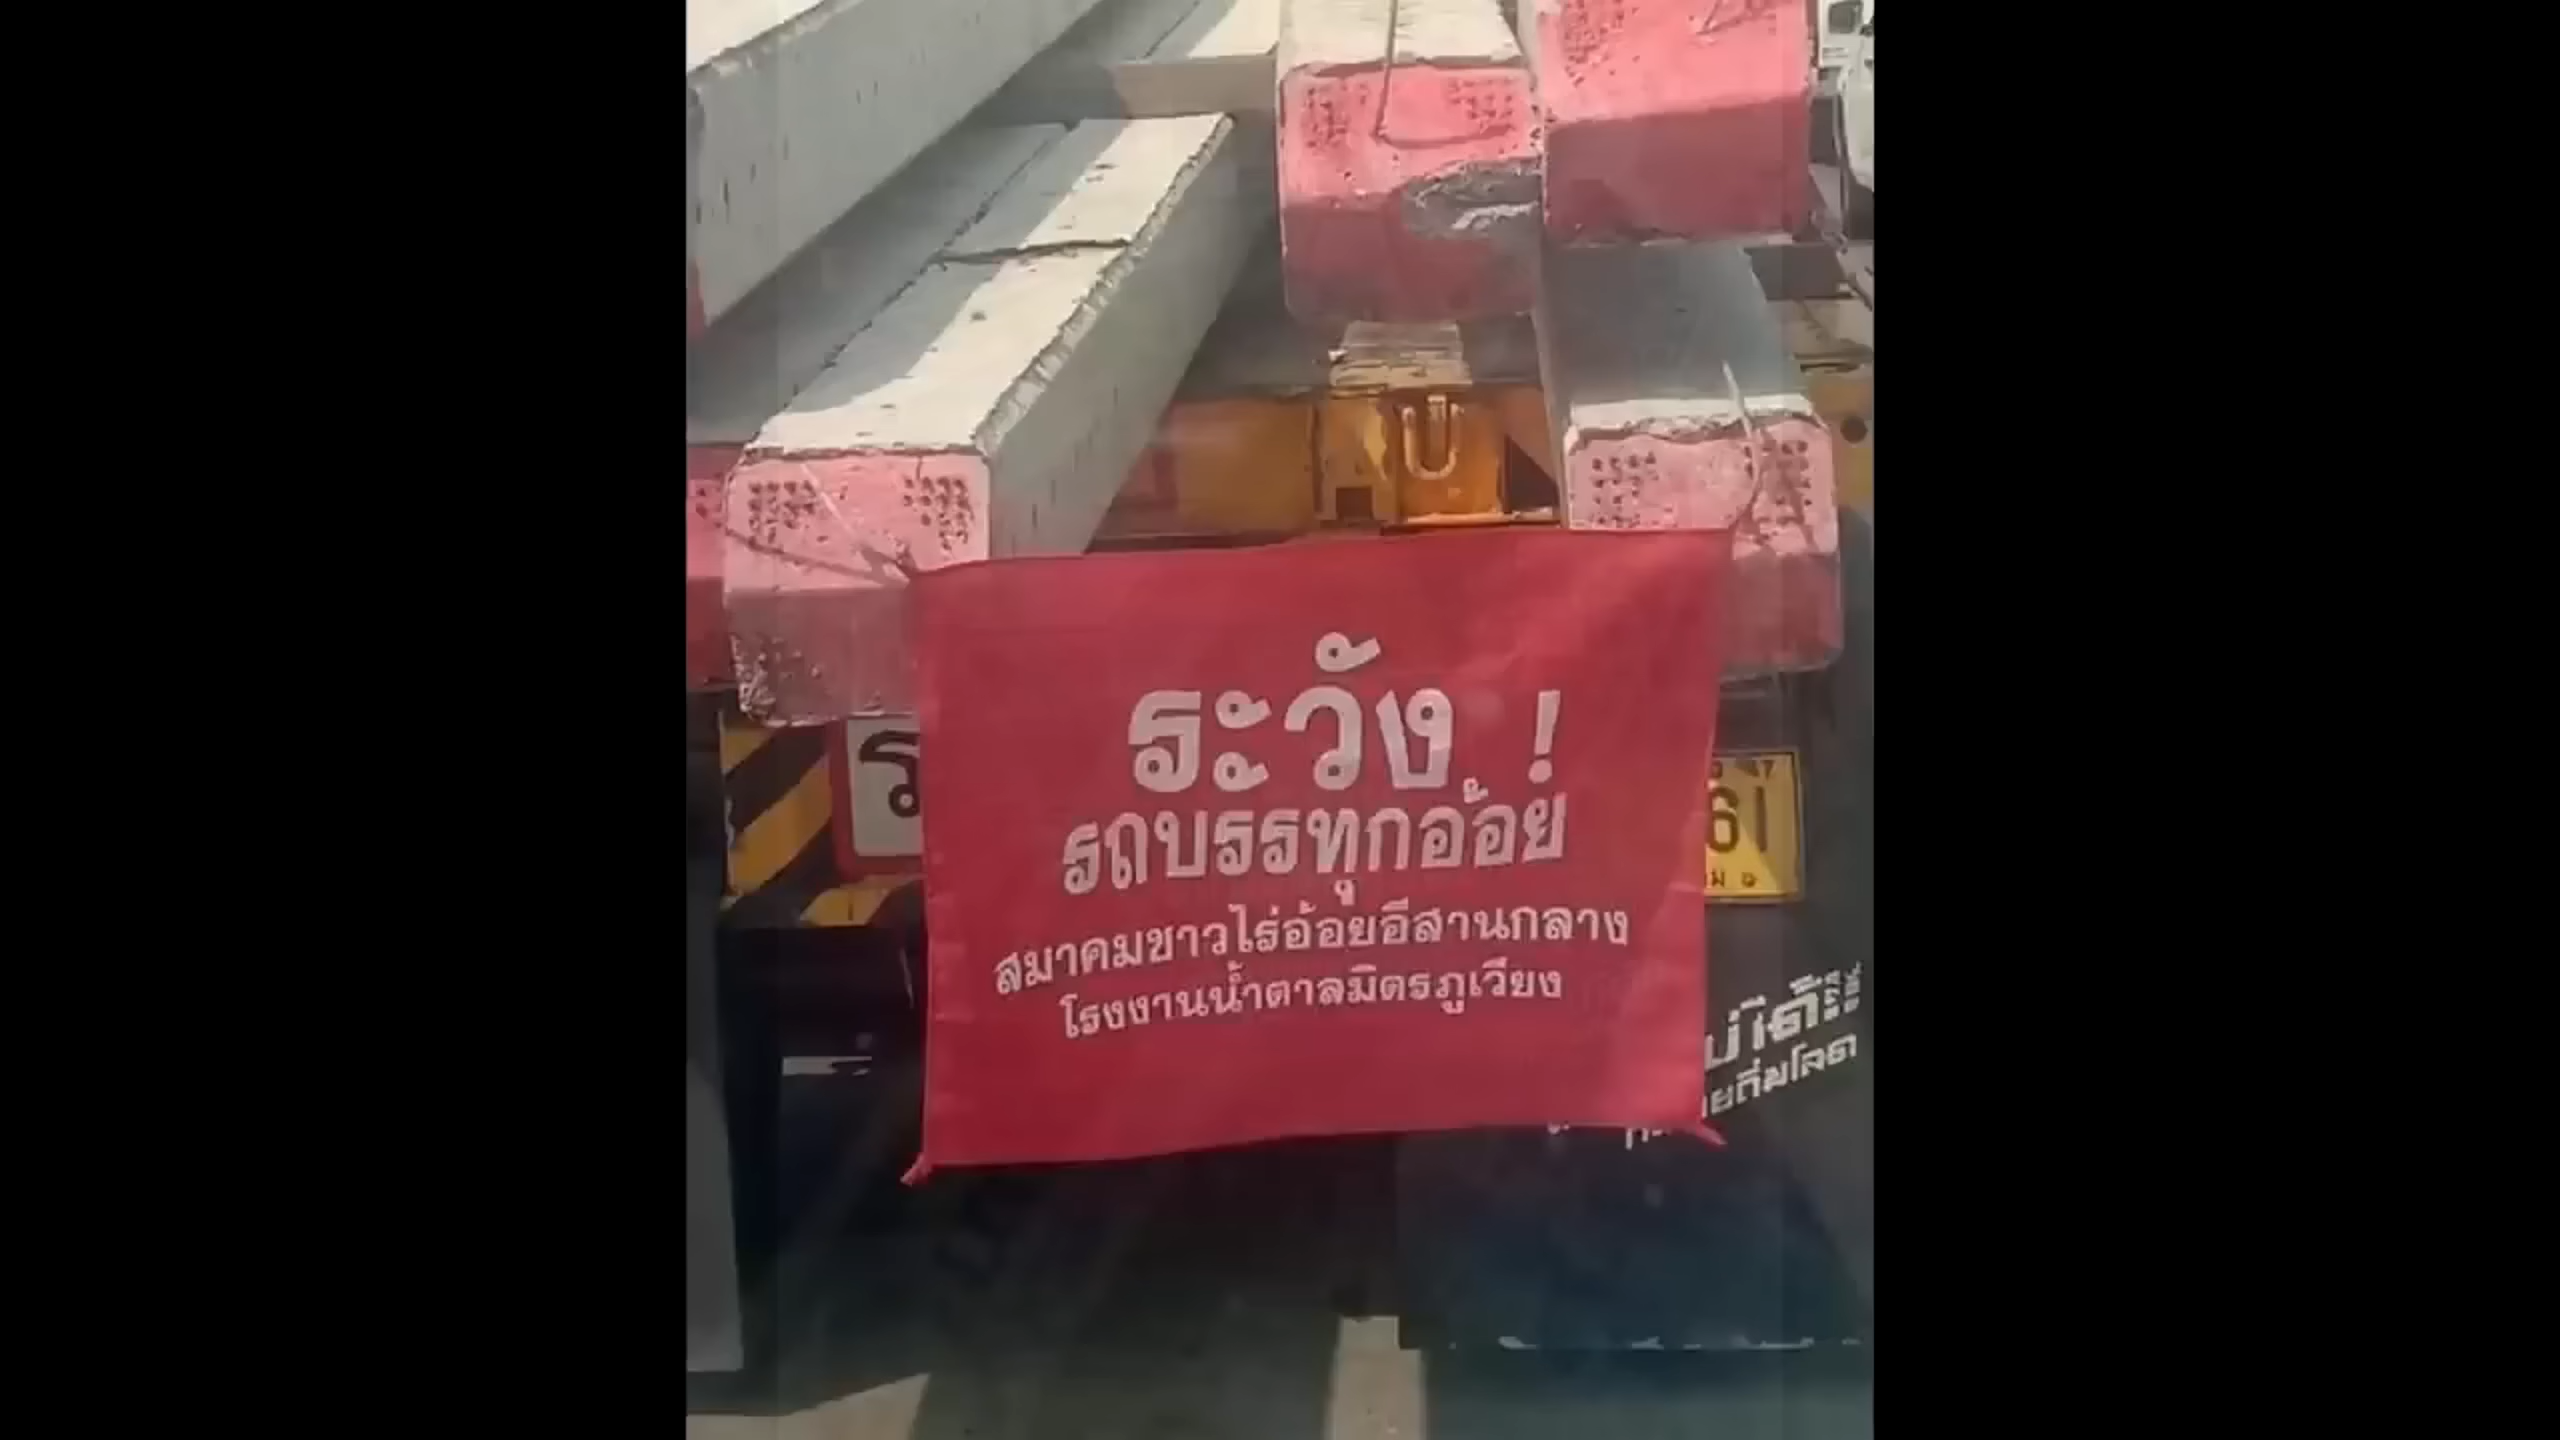 ระวัง !
รถบรรทุกอ้อย
สมาคมชาวไร่อ้อยอีสานกลาง
โรงงานน้ำตาลมิตรภูเวียง
ร
61